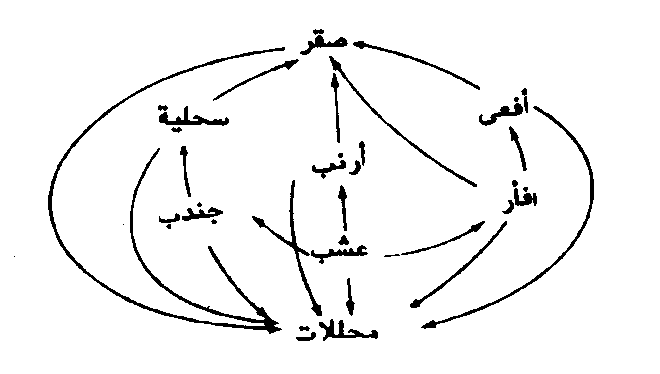 صقر
أفعى
سحلية
أرنب
فأر
جندب
عشب
محللات